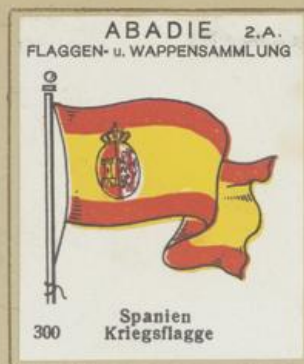 ABADIE 2.A.
FLAGGEN- u. WAPPENSAMMLUNG
300
Spanien
Kriegsflagge